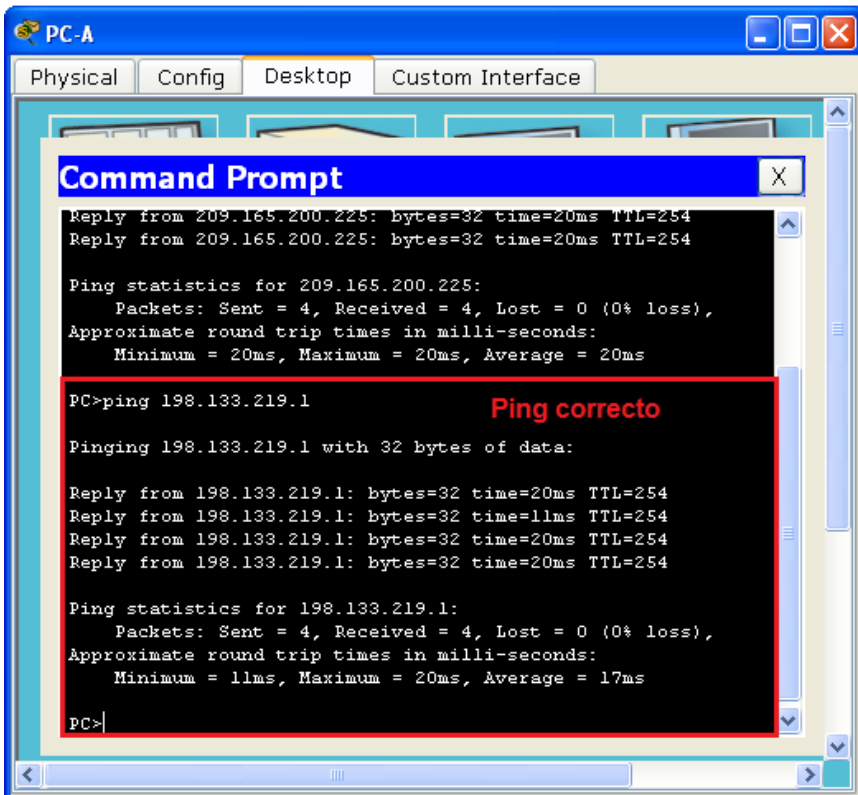 PC-A
Physical Config Desktop Custom Interface
Command Prompt X
Reply from 209.165.200.225: bytes=32 time=20ms TTL=254
Reply from 209.165.200.225: bytes=32 time=20ms TTL=254
Ping statistics for 209.165.200.225:
Packets: Sent = 4, Received = 4, Lost = 0 (0% loss),
Approximate round trip times in milli-seconds:
Minimum = 20ms, Maximum = 20ms, Average = 20ms
PC>ping 198.133.219.1
Ping correcto
Pinging 198.133.219.1 with 32 bytes of data:
Reply from 198.133.219.1: bytes=32 time=20ms TTL=254
Reply from 198.133.219.1: bytes=32 time=11ms TTL=254
Reply from 198.133.219.1: bytes=32 time=20ms TTL=254
Reply from 198.133.219.1: bytes=32 time=20ms TTL=254
Ping statistics for 198.133.219.1:
Packets: Sent = 4, Received = 4, Lost = 0 (0% loss),
Approximate round trip times in milli-seconds:
Minimum = 11ms, Maximum = 20ms, Average = 17ms
PC>